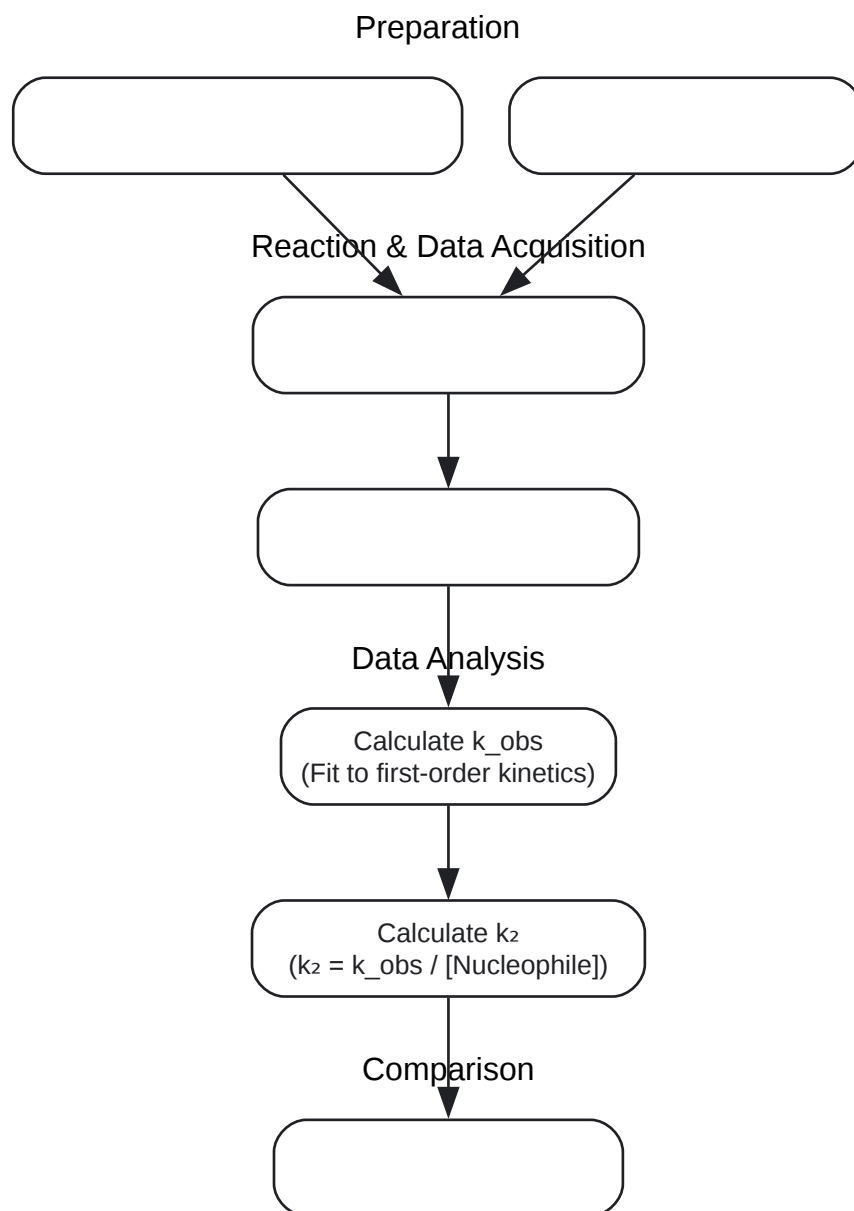 Preparation
Reaction & Data Acquisition
Data Analysis
Calculate k_obs
(Fit to first-order kinetics)
Calculate k₂
(k₂ = k_obs / [Nucleophile])
Comparison